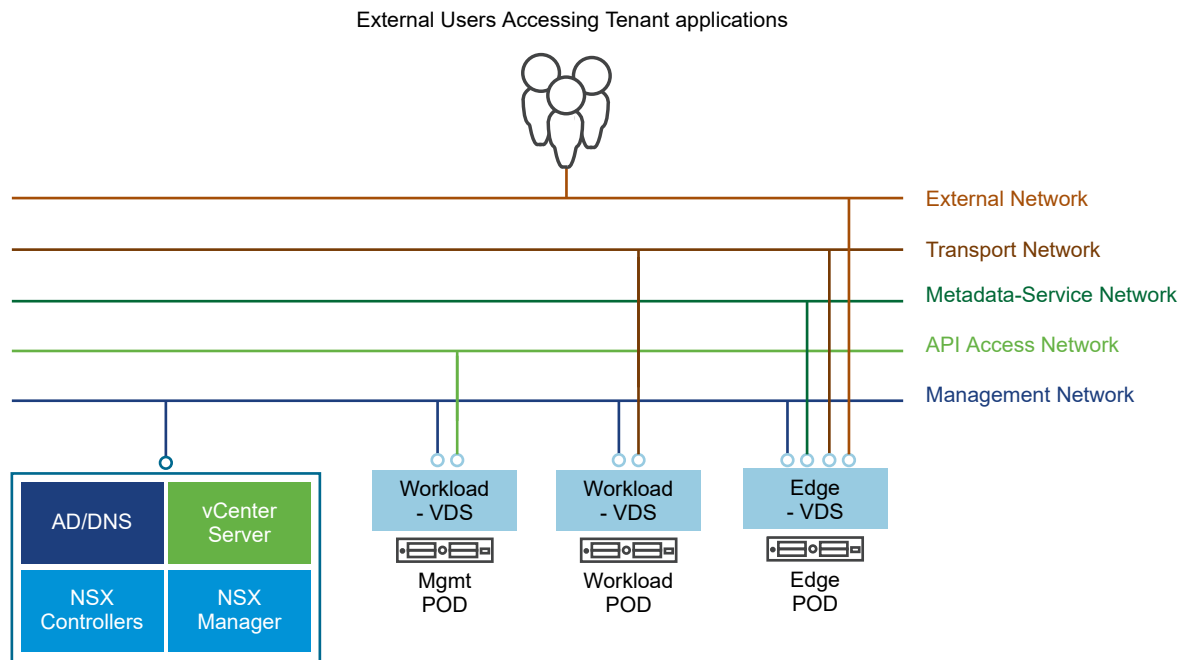 External Users Accessing Tenant applications
External Network
Transport Network
Metadata-Service Network
API Access Network
Management Network
AD/DNS
vCenter
Server
NSX
Controllers
NSX
Manager
Workload
- VDS
Mgmt
POD
Workload
- VDS
Workload
POD
Edge
- VDS
Edge
POD